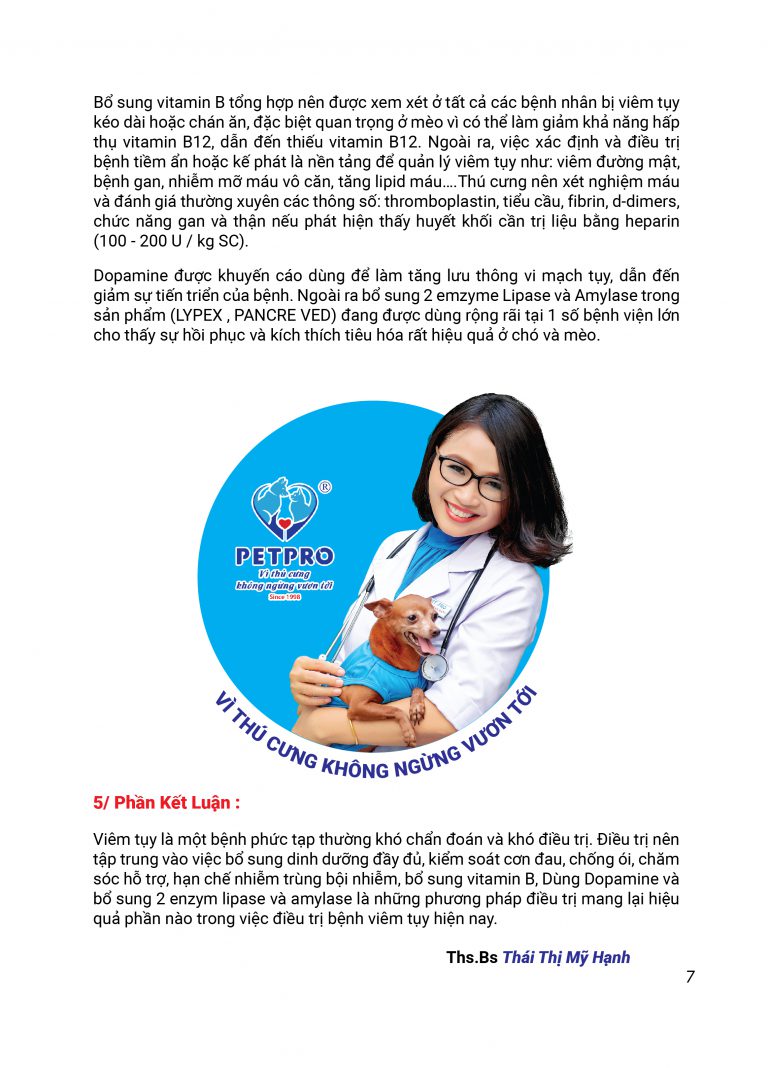 Bổ sung vitamin B tổng hợp nên được xem xét ở tất cả các bệnh nhân bị viêm tụy
kéo dài hoặc chán ăn, đặc biệt quan trọng ở mèo vì có thể làm giảm khả năng hấp
thụ vitamin B12, dẫn đến thiếu vitamin B12. Ngoài ra, việc xác định và điều trị
bệnh tiềm ẩn hoặc kế phát là nền tảng để quản lý viêm tụy như: viêm đường mật,
bệnh gan, nhiễm mỡ máu vô căn, tăng lipid máu....Thú cưng nên xét nghiệm máu
và đánh giá thường xuyên các thông số: thromboplastin, tiểu cầu, fibrin, d-dimers,
chức năng gan và thận nếu phát hiện thấy huyết khối cần trị liệu bằng heparin
(100 - 200 U / kg SC).
Dopamine được khuyến cáo dùng để làm tăng lưu thông vi mạch tụy, dẫn đến
giảm sự tiến triển của bệnh. Ngoài ra bổ sung 2 emzyme Lipase và Amylase trong
sản phẩm (LYPEX , PANCRE VED) đang được dùng rộng rãi tại 1 số bệnh viện lớn
cho thấy sự hồi phục và kích thích tiêu hóa rất hiệu quả ở chó và mèo.
®
PETPRO
Vì thú cưng
không ngừng vươn tới
Since 1998
VÌ THÚ CƯNG KHÔNG NGỪNG VƯƠN TỚI
5/ Phần Kết Luận :
Viêm tụy là một bệnh phức tạp thường khó chẩn đoán và khó điều trị. Điều trị nên
tập trung vào việc bổ sung dinh dưỡng đầy đủ, kiểm soát cơn đau, chống ói, chăm
sóc hỗ trợ, hạn chế nhiễm trùng bội nhiễm, bổ sung vitamin B, Dùng Dopamine và
bổ sung 2 enzym lipase và amylase là những phương pháp điều trị mang lại hiệu
quả phần nào trong việc điều trị bệnh viêm tụy hiện nay.
Ths.Bs Thái Thị Mỹ Hạnh
7